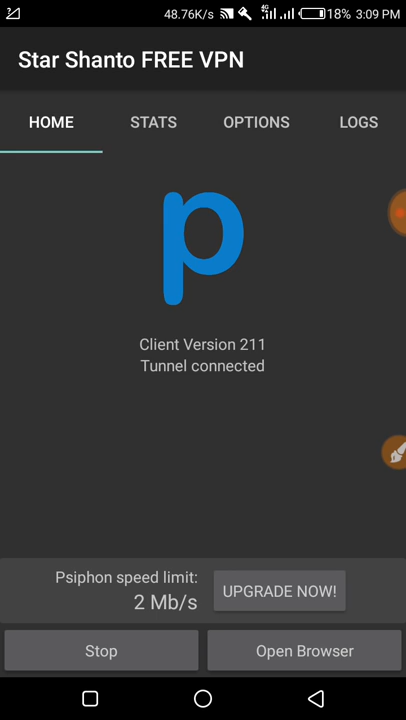 48.76K/s 4G 18% 3:09 PM
Star Shanto FREE VPN
HOME STATS OPTIONS LOGS
p
Client Version 211
Tunnel connected
Psiphon speed limit:
2 Mb/s
UPGRADE NOW!
Stop Open Browser